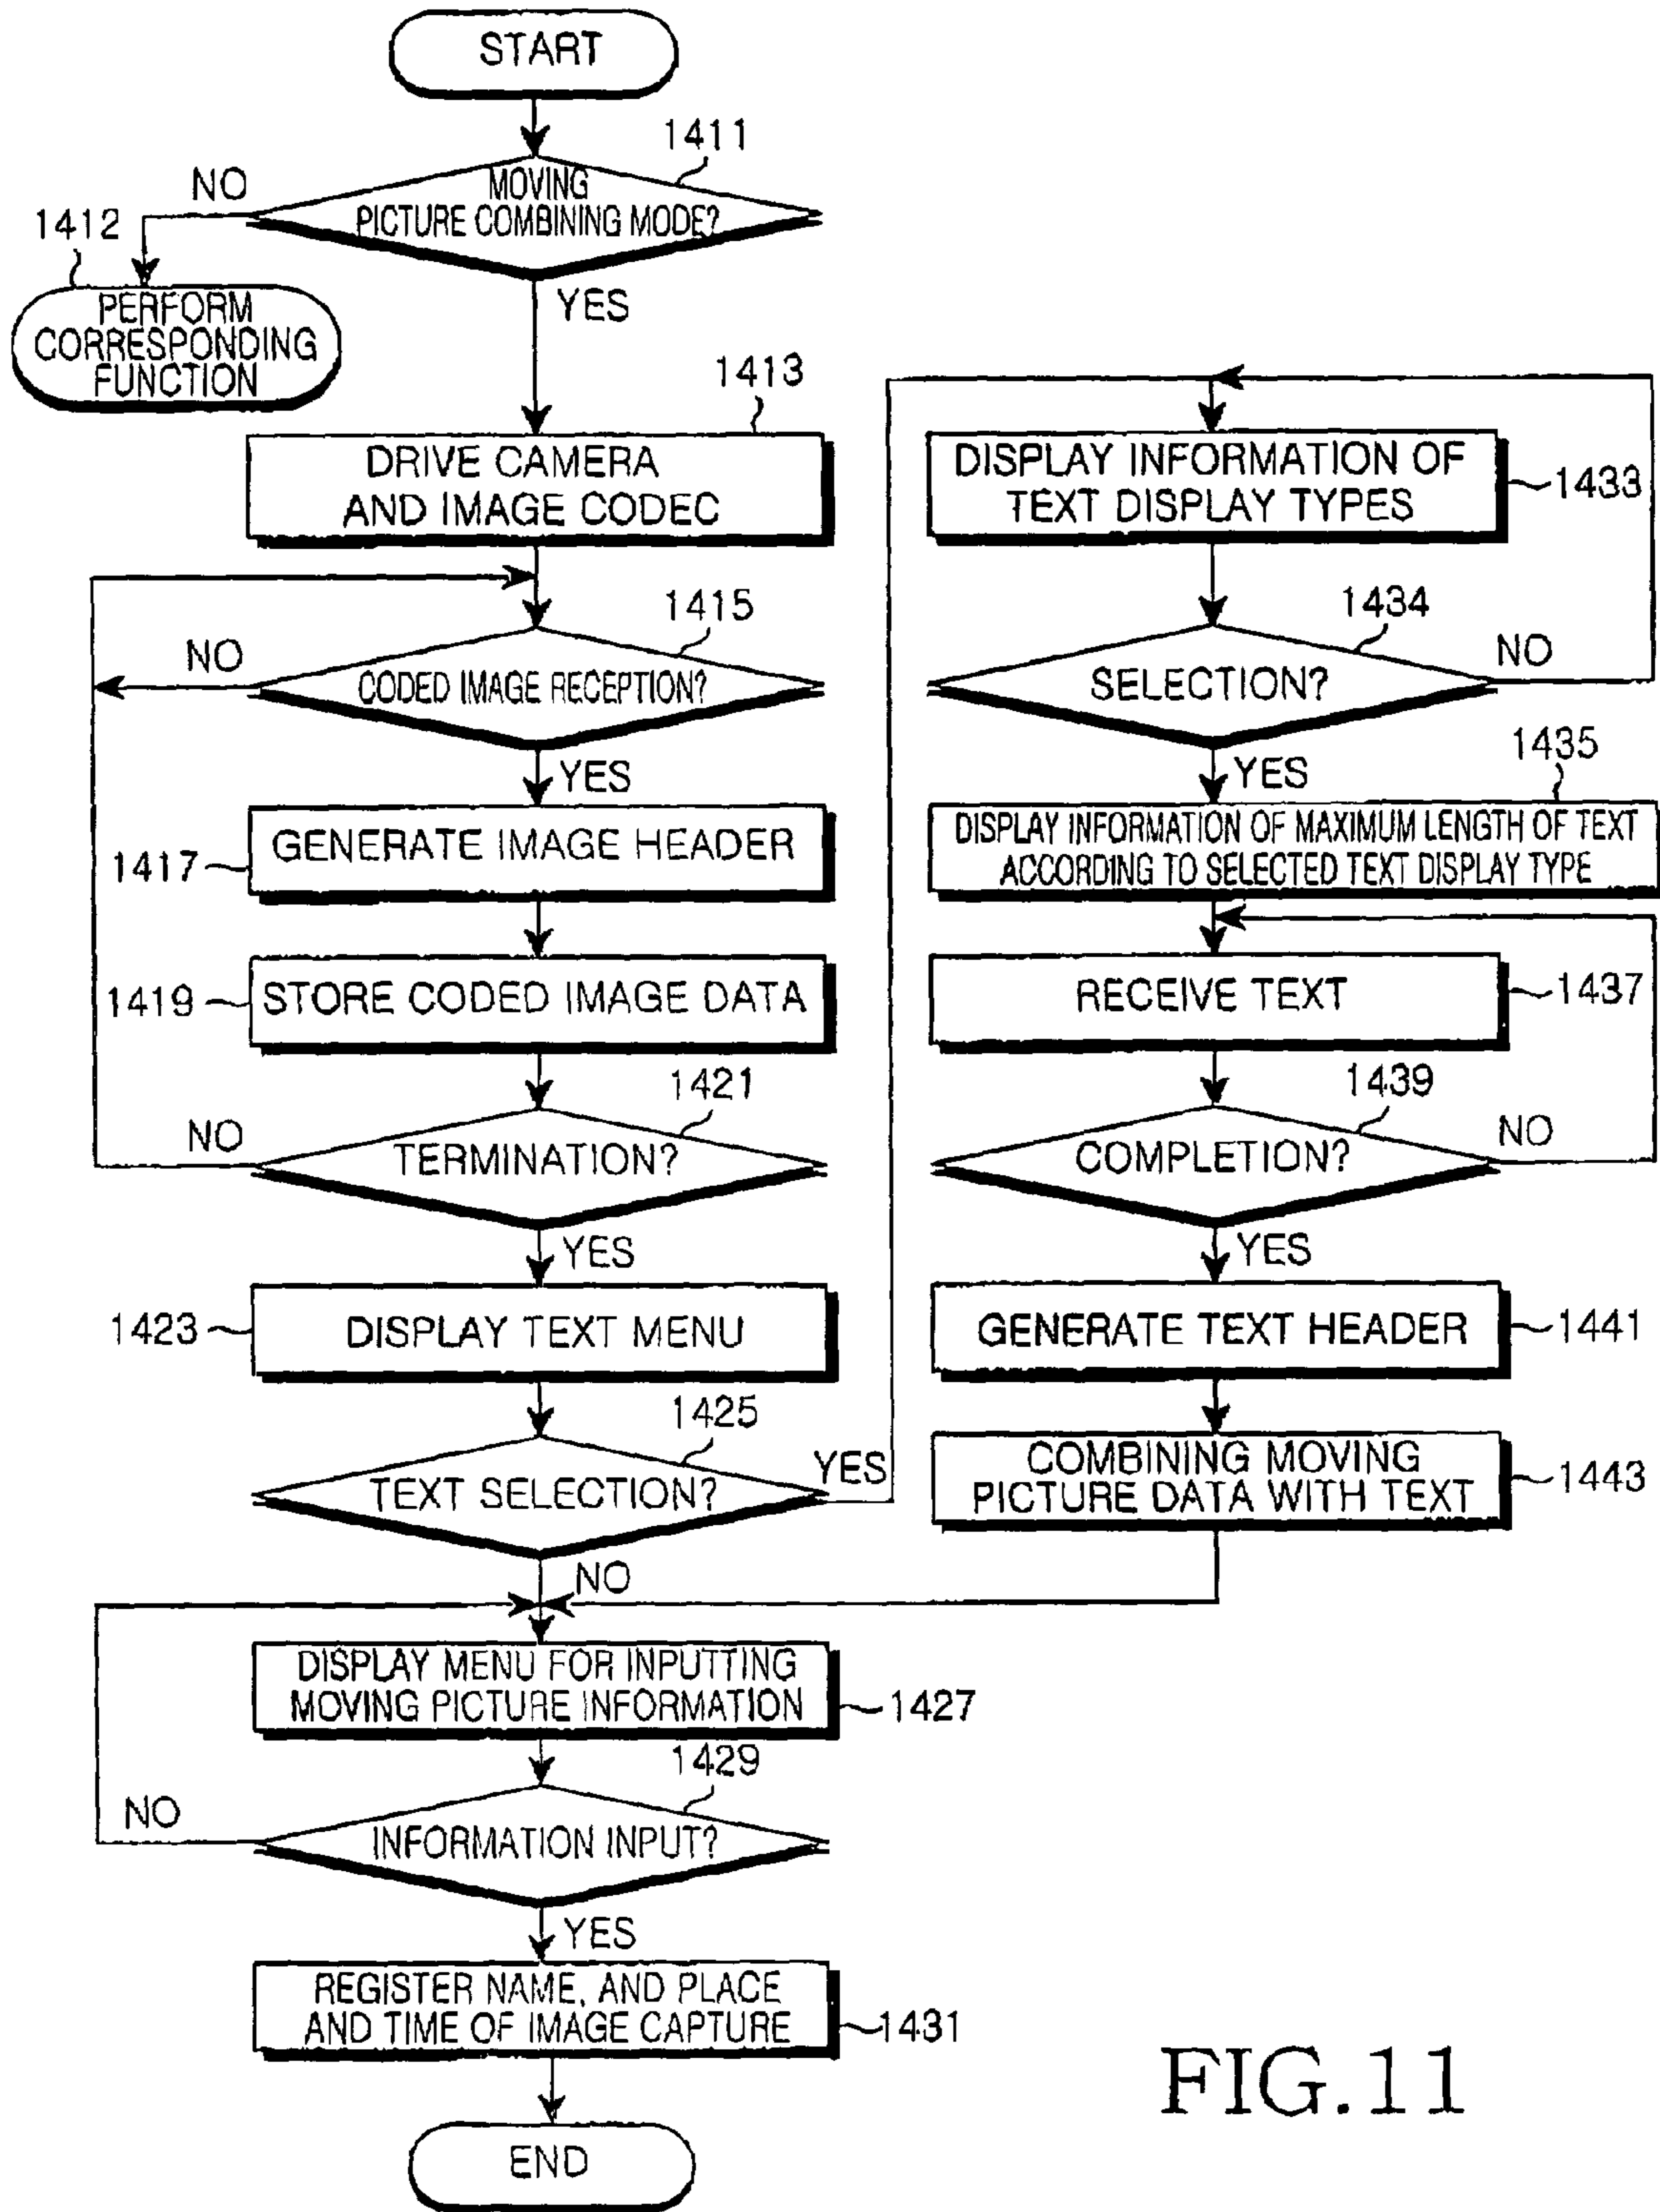 START
1411
NO
MOVING
PICTURE COMBINING MODE?
1412
YES
PERFORM
CORRESPONDING
FUNCTION
1413
DRIVE CAMERA
AND IMAGE CODEC
1415
NO
CODED IMAGE RECEPTION?
YES
GENERATE IMAGE HEADER
1417
STORE CODED IMAGE DATA
1419
1421
NO
TERMINATION?
YES
DISPLAY TEXT MENU
1423
1425
TEXT SELECTION?
YES
NO
DISPLAY INFORMATION OF
TEXT DISPLAY TYPES
1433
1434
SELECTION?
NO
YES
1435
DISPLAY INFORMATION OF MAXIMUM LENGTH OF TEXT
ACCORDING TO SELECTED TEXT DISPLAY TYPE
RECEIVE TEXT
1437
1439
COMPLETION?
NO
YES
GENERATE TEXT HEADER
1441
COMBINING MOVING
PICTURE DATA WITH TEXT
1443
DISPLAY MENU FOR INPUTTING
MOVING PICTURE INFORMATION
1427
1429
NO
INFORMATION INPUT?
YES
REGISTER NAME, AND PLACE
AND TIME OF IMAGE CAPTURE
1431
END
FIG.11